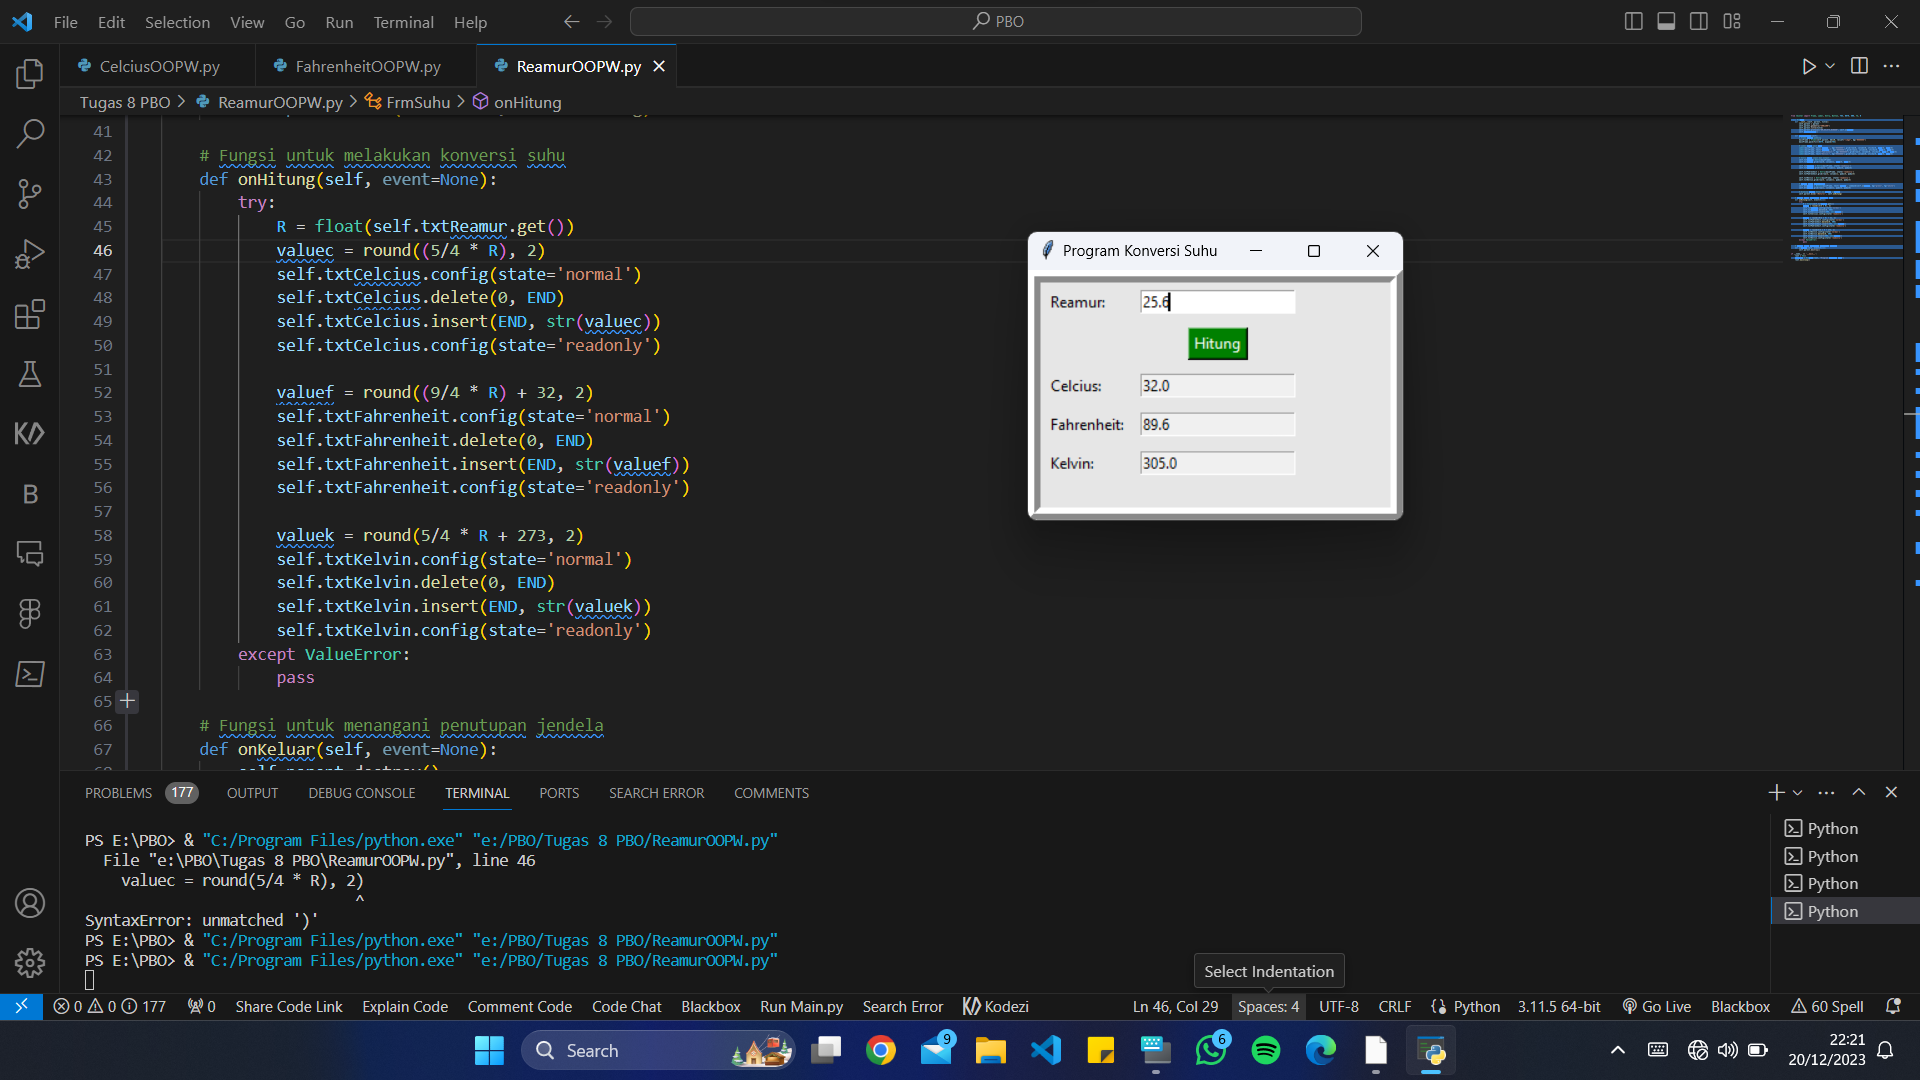 File Edit Selection View Go Run Terminal Help
PBO
CelciusOOPW.py
FahrenheitOOPW.py
ReamurOOPW.py
Tugas 8 PBO > ReamurOOPW.py > FrmSuhu > onHitung
41
42 # Fungsi untuk melakukan konversi suhu
43 def onHitung(self, event=None):
44 try:
45 R = float(self.txtReamur.get())
46 valuec = round((5/4 * R), 2)
47 self.txtCelcius.config(state='normal')
48 self.txtCelcius.delete(0, END)
49 self.txtCelcius.insert(END, str(valuec))
50 self.txtCelcius.config(state='readonly')
51
52 valuef = round((9/4 * R) + 32, 2)
53 self.txtFahrenheit.config(state='normal')
54 self.txtFahrenheit.delete(0, END)
55 self.txtFahrenheit.insert(END, str(valuef))
56 self.txtFahrenheit.config(state='readonly')
57
58 valuek = round(5/4 * R + 273, 2)
59 self.txtKelvin.config(state='normal')
60 self.txtKelvin.delete(0, END)
61 self.txtKelvin.insert(END, str(valuek))
62 self.txtKelvin.config(state='readonly')
63 except ValueError:
64 pass
65
66 # Fungsi untuk menangani penutupan jendela
67 def onKeluar(self, event=None):
Program Konversi Suhu
Reamur: 25.6
Hitung
Celcius: 32.0
Fahrenheit: 89.6
Kelvin: 305.0
PROBLEMS 177 OUTPUT DEBUG CONSOLE TERMINAL PORTS SEARCH ERROR COMMENTS
PS E:\PBO> & "C:/Program Files/python.exe" "e:/PBO/Tugas 8 PBO/ReamurOOPW.py"
File "e:\PBO\Tugas 8 PBO\ReamurOOPW.py", line 46
valuec = round(5/4 * R), 2)
^
SyntaxError: unmatched ')'
PS E:\PBO> & "C:/Program Files/python.exe" "e:/PBO/Tugas 8 PBO/ReamurOOPW.py"
PS E:\PBO> & "C:/Program Files/python.exe" "e:/PBO/Tugas 8 PBO/ReamurOOPW.py"
Python
Python
Python
Python
Select Indentation
0 0 177 0 Share Code Link Explain Code Comment Code Code Chat Blackbox Run Main.py Search Error Kodezi Ln 46, Col 29 Spaces: 4 UTF-8 CRLF Python 3.11.5 64-bit Go Live Blackbox 60 Spell
Search
9
6
22:21
20/12/2023